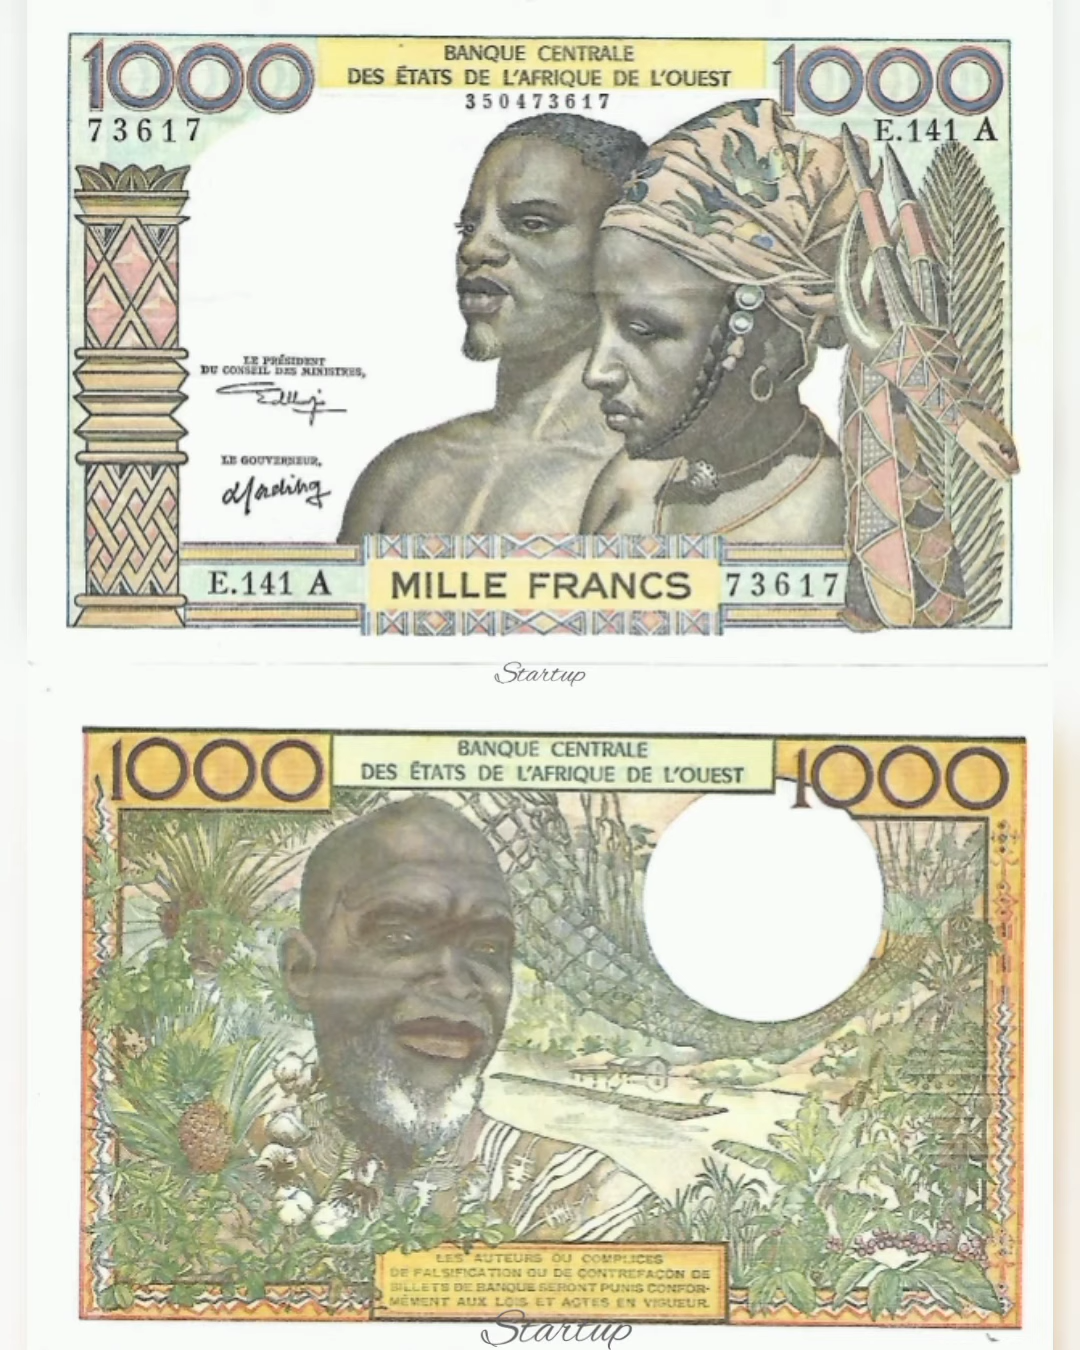 1000
BANQUE CENTRALE
DES ÉTATS DE L'AFRIQUE DE L'OUEST
1000
350473617
73617
E.141 A
LE PRÉSIDENT
DU CONSEIL DES MINISTRES,
LE GOUVERNEUR,
E.141 A
MILLE FRANCS
73617
Startup
1000
BANQUE CENTRALE
DES ÉTATS DE L'AFRIQUE DE L'OUEST
1000
LES AUTEURS OU COMPLICES
DE FALSIFICATION OU DE CONTREFAÇON DE
BILLETS DE BANQUE SERONT PUNIS CONFOR-
MÉMENT AUX LOIS ET ACTES EN VIGUEUR.
Startup